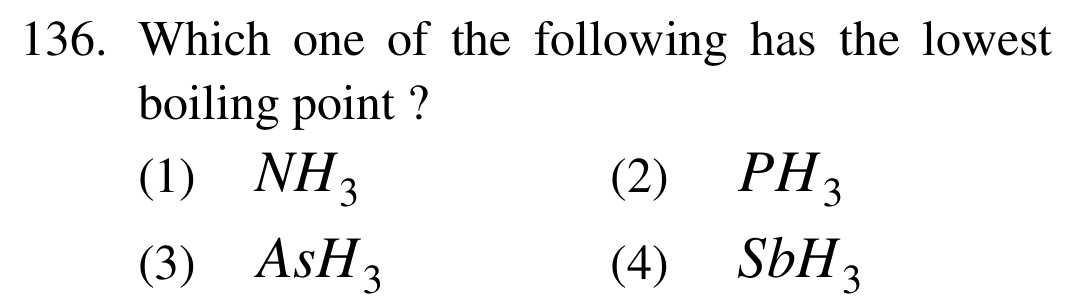 136. Which one of the following has the lowest
boiling point ?
(1) NH₃ (2) PH₃
(3) AsH₃ (4) SbH₃